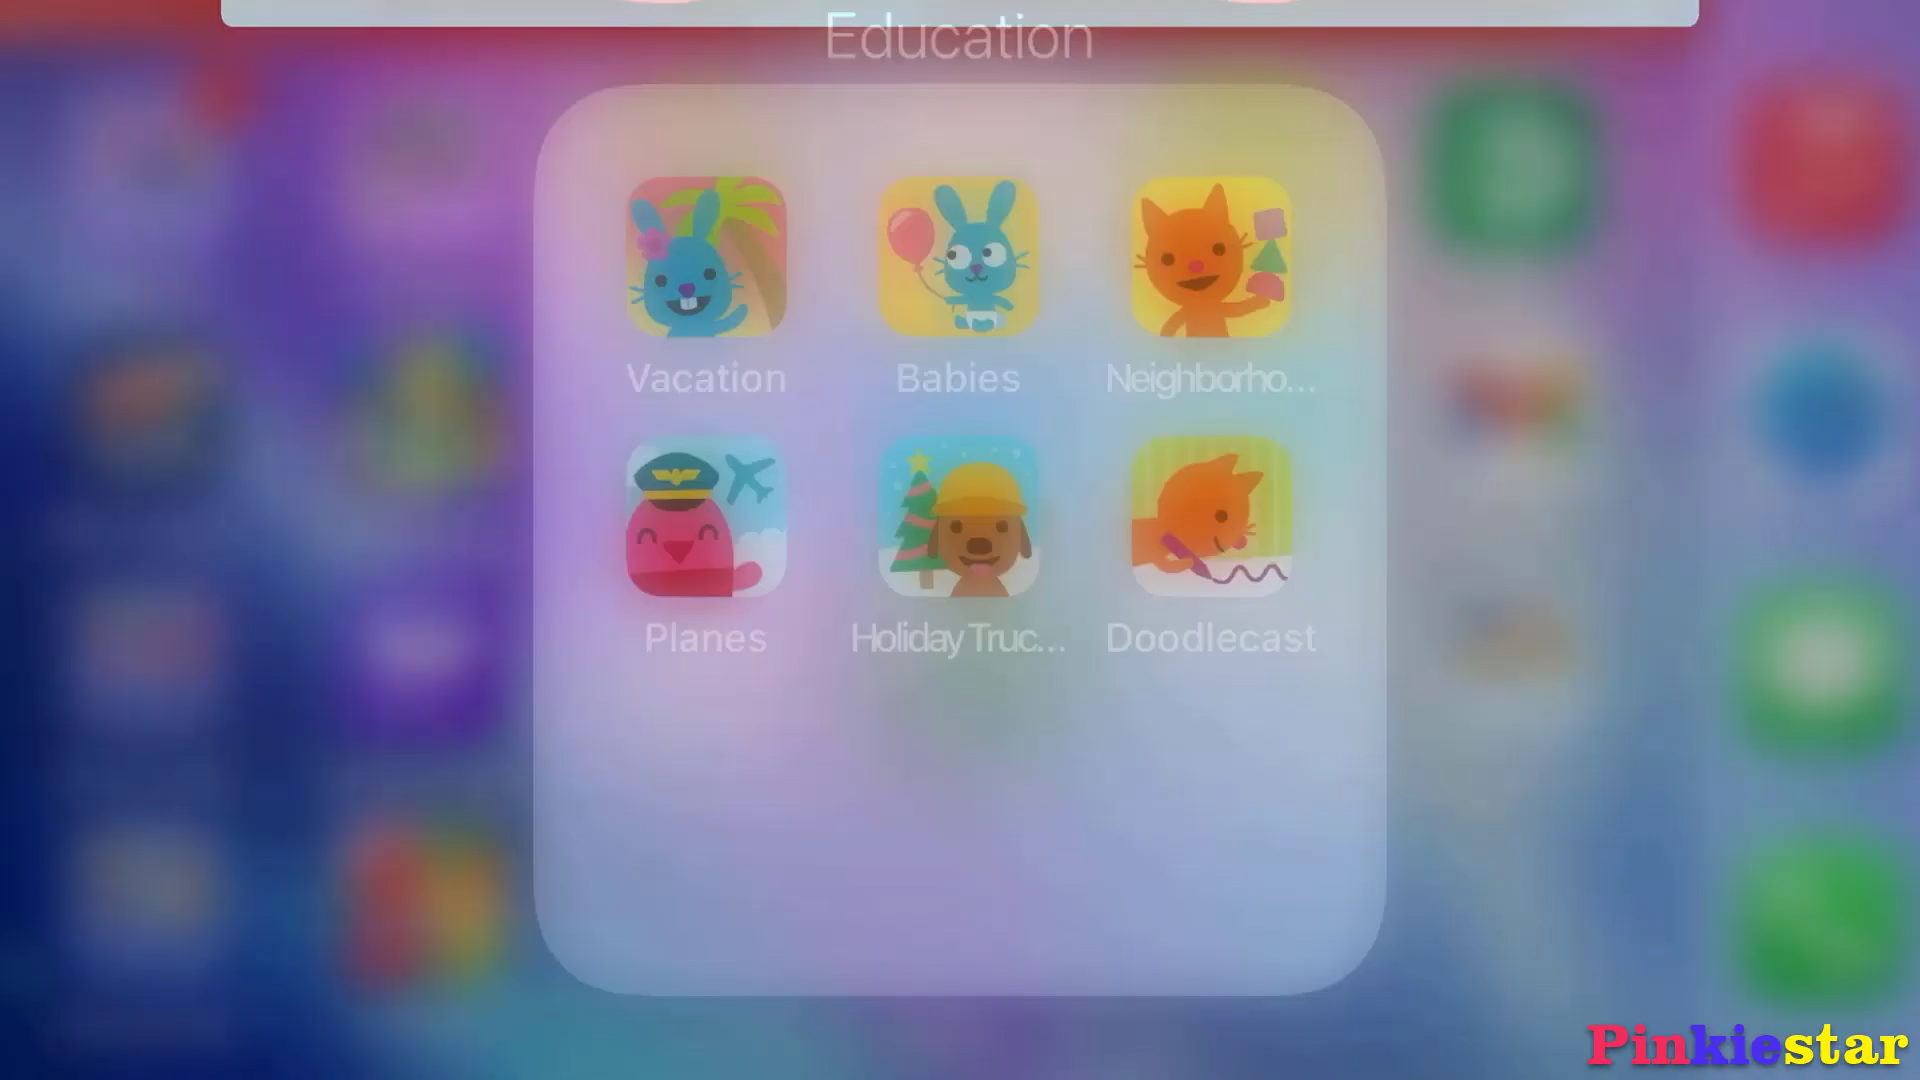 Education
Vacation Babies Neighborho...
Planes Holiday Truc... Doodlecast
Pinkiestar